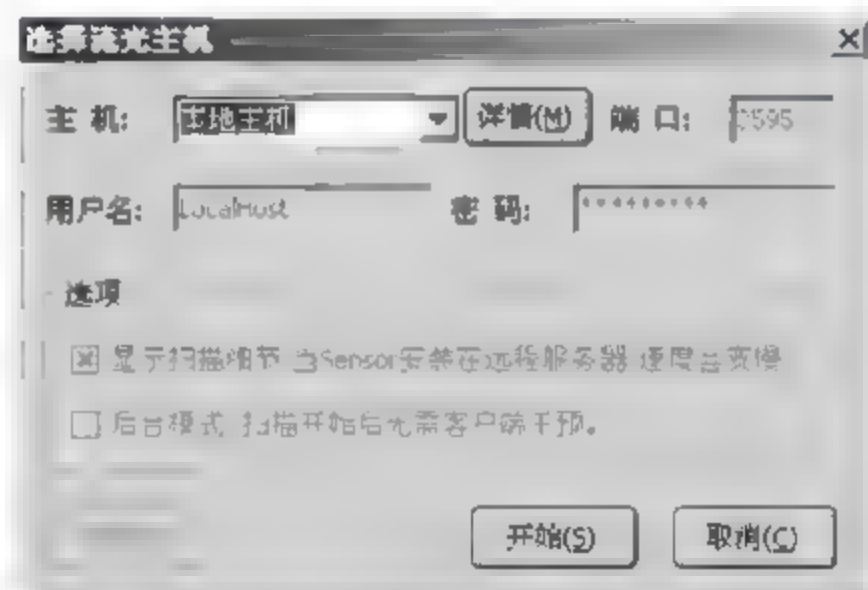 选择流光主机
主 机: 本地主机 详情(M) 端 口:
用户名: LocalHost 密 码: *********
选项
显示扫描细节 当Sensor安装在远程服务器 速度会变慢
后台模式 扫描开始后无需客户端干预。
开始(S) 取消(C)